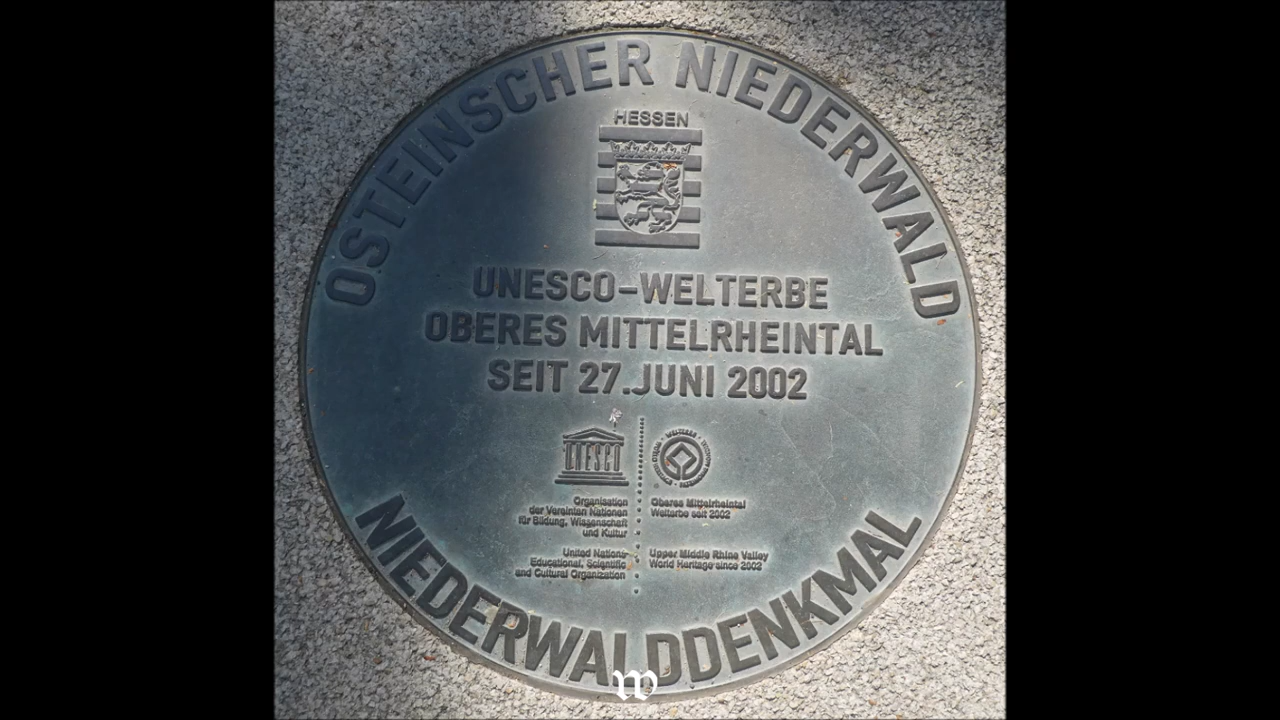 OSTEINSCHER NIEDERWALD
HESSEN
UNESCO-WELTERBE
OBERES MITTELRHEINTAL
SEIT 27.JUNI 2002
UNESCO
Organisation
der Vereinten Nationen
für Bildung, Wissenschaft
und Kultur
Oberes Mittelrheintal
Welterbe seit 2002
United Nations
Educational, Scientific
and Cultural Organization
Upper Middle Rhine Valley
World Heritage since 2002
NIEDERWALDDENKMAL